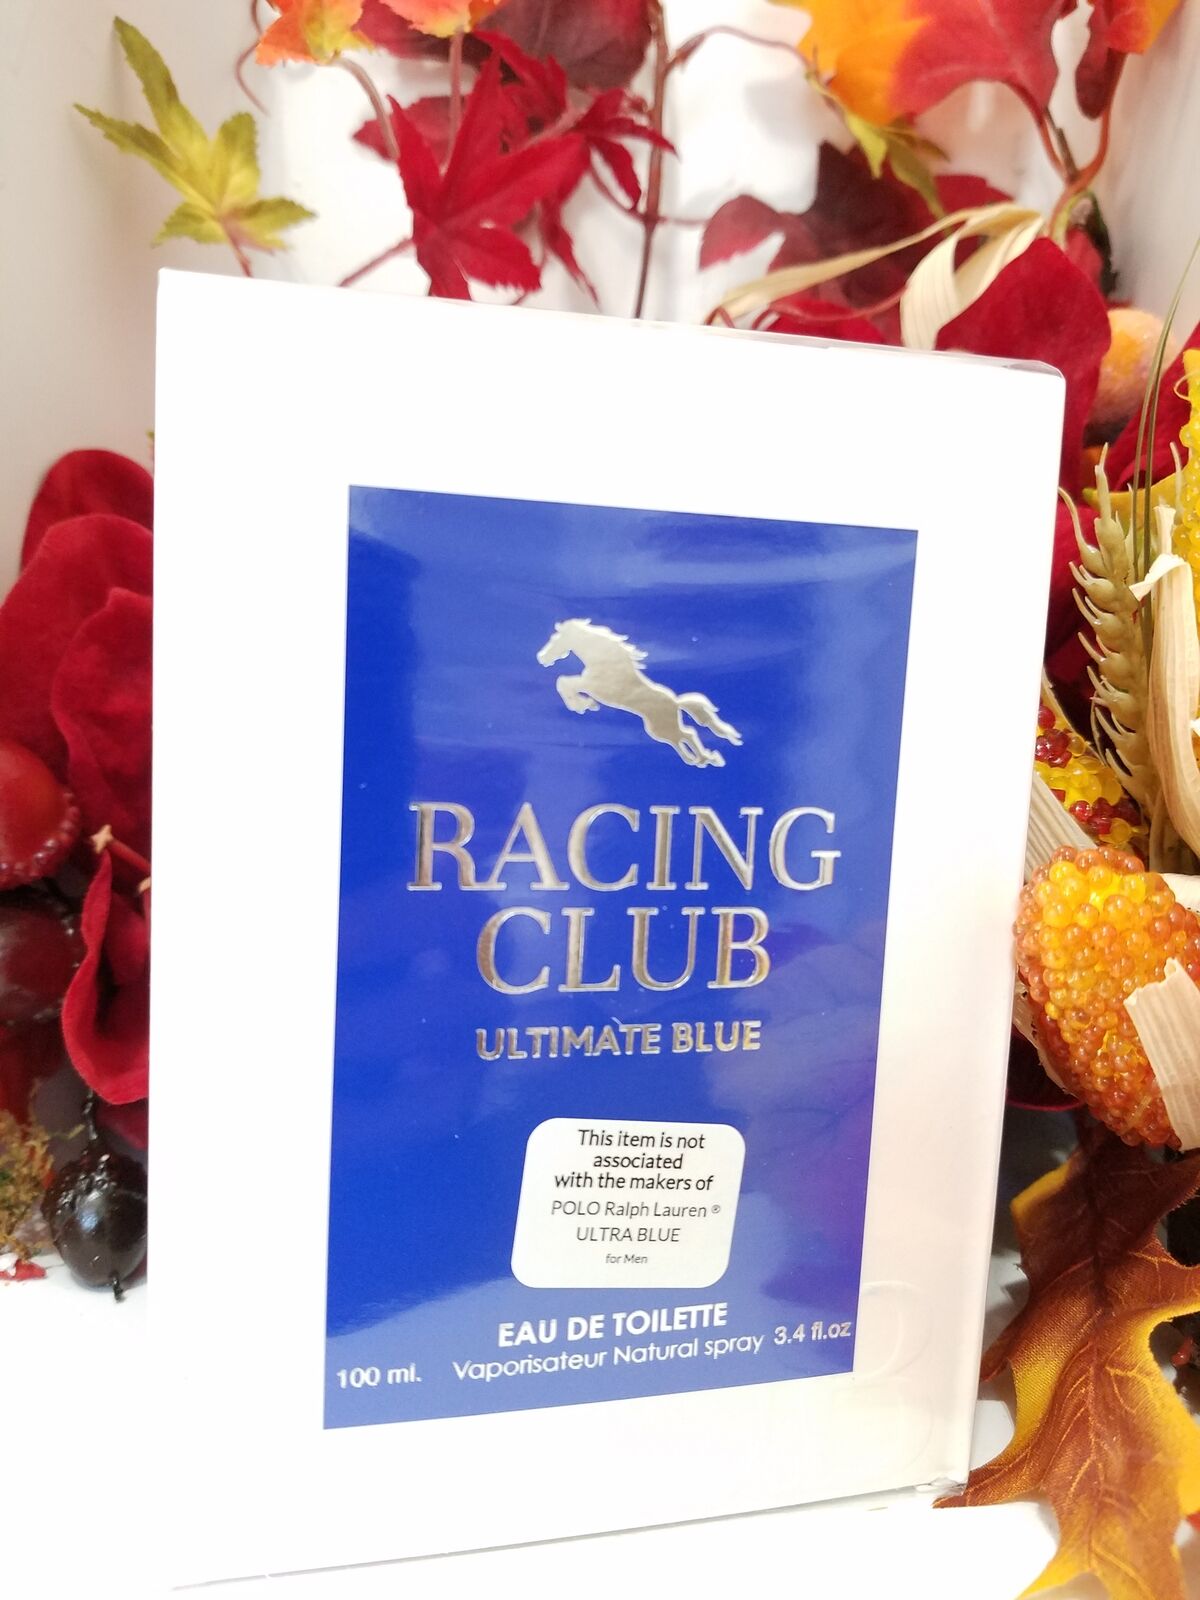 RACING
CLUB
ULTIMATE BLUE
This item is not
associated
with the makers of
POLO Ralph Lauren ®
ULTRA BLUE
for Men
EAU DE TOILETTE
100 ml. Vaporisateur Natural spray 3.4 fl.oz